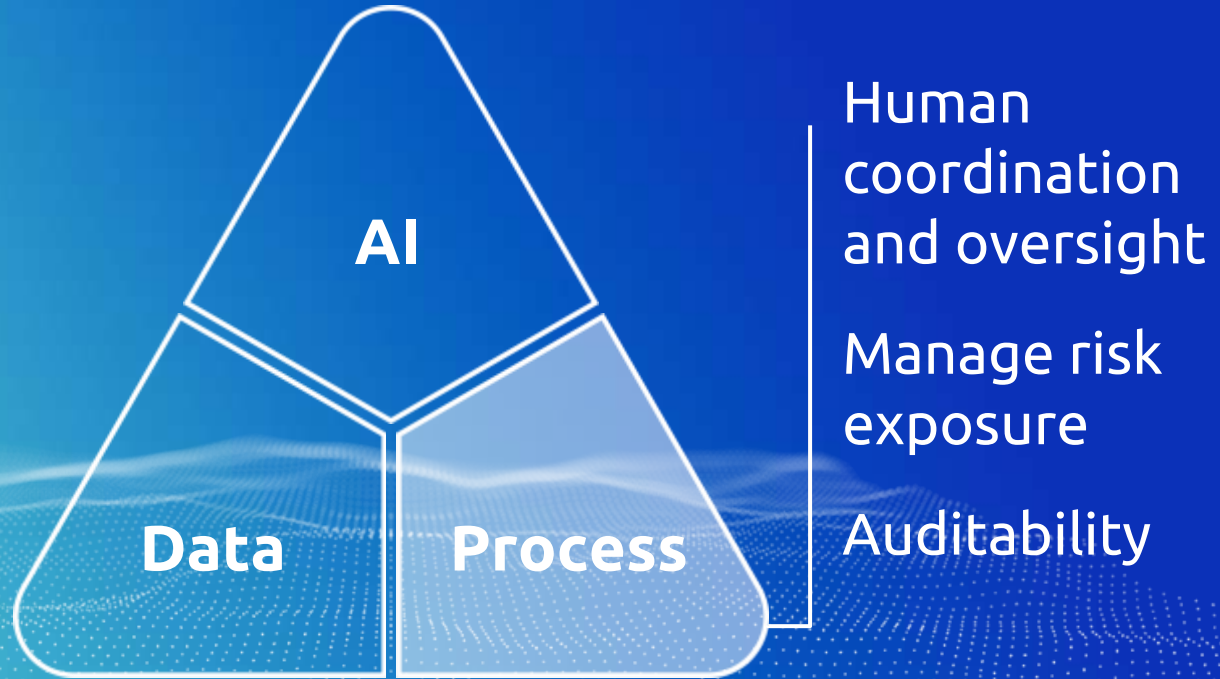 AI
Data
Process
Human
coordination
and oversight
Manage risk
exposure
Auditability